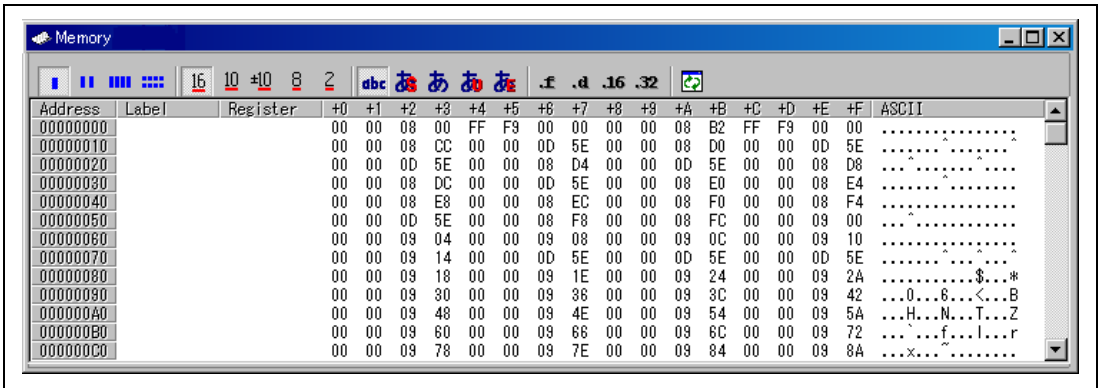 Memory
16 10 ±10 8 2 abc あS あ あU あE .f .d .16 .32
Address Label Register +0 +1 +2 +3 +4 +5 +6 +7 +8 +9 +A +B +C +D +E +F ASCII
00000000 00 00 08 00 FF F9 00 00 00 00 08 B2 FF F9 00 00 ................
00000010 00 00 08 CC 00 00 0D 5E 00 00 08 D0 00 00 0D 5E .......^.......^
00000020 00 00 0D 5E 00 00 08 D4 00 00 0D 5E 00 00 08 D8 ...^.......^....
00000030 00 00 08 DC 00 00 0D 5E 00 00 08 E0 00 00 08 E4 .......^........
00000040 00 00 08 E8 00 00 08 EC 00 00 08 F0 00 00 08 F4 ................
00000050 00 00 0D 5E 00 00 08 F8 00 00 08 FC 00 00 09 00 ...^............
00000060 00 00 09 04 00 00 09 08 00 00 09 0C 00 00 09 10 ................
00000070 00 00 09 14 00 00 0D 5E 00 00 0D 5E 00 00 0D 5E .......^...^...^
00000080 00 00 09 18 00 00 09 1E 00 00 09 24 00 00 09 2A ...........$...*
00000090 00 00 09 30 00 00 09 36 00 00 09 3C 00 00 09 42 ...0...6...<...B
000000A0 00 00 09 48 00 00 09 4E 00 00 09 54 00 00 09 5A ...H...N...T...Z
000000B0 00 00 09 60 00 00 09 66 00 00 09 6C 00 00 09 72 ...`...f...l...r
000000C0 00 00 09 78 00 00 09 7E 00 00 09 84 00 00 09 8A ...x...~........